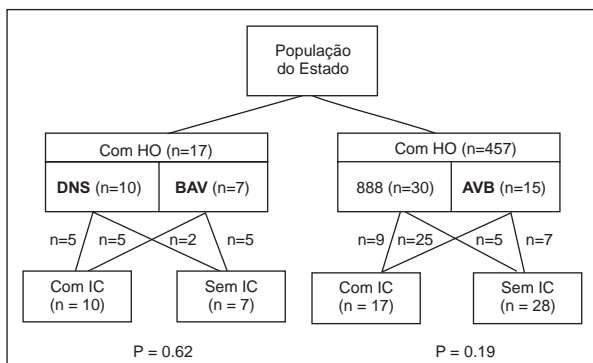 População
do Estado
Com HO (n=17)
Com HO (n=457)
DNS (n=10)
BAV (n=7)
888 (n=30)
AVB (n=15)
n=5
n=5
n=2
n=5
n=9
n=25
n=5
n=7
Com IC
(n = 10)
Sem IC
(n = 7)
Com IC
(n = 17)
Sem IC
(n = 28)
P = 0.62
P = 0.19